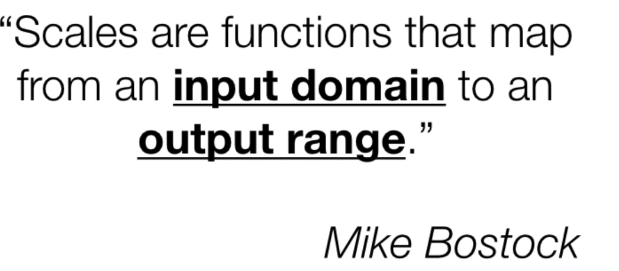 “Scales are functions that map
from an input domain to an
output range.”
Mike Bostock